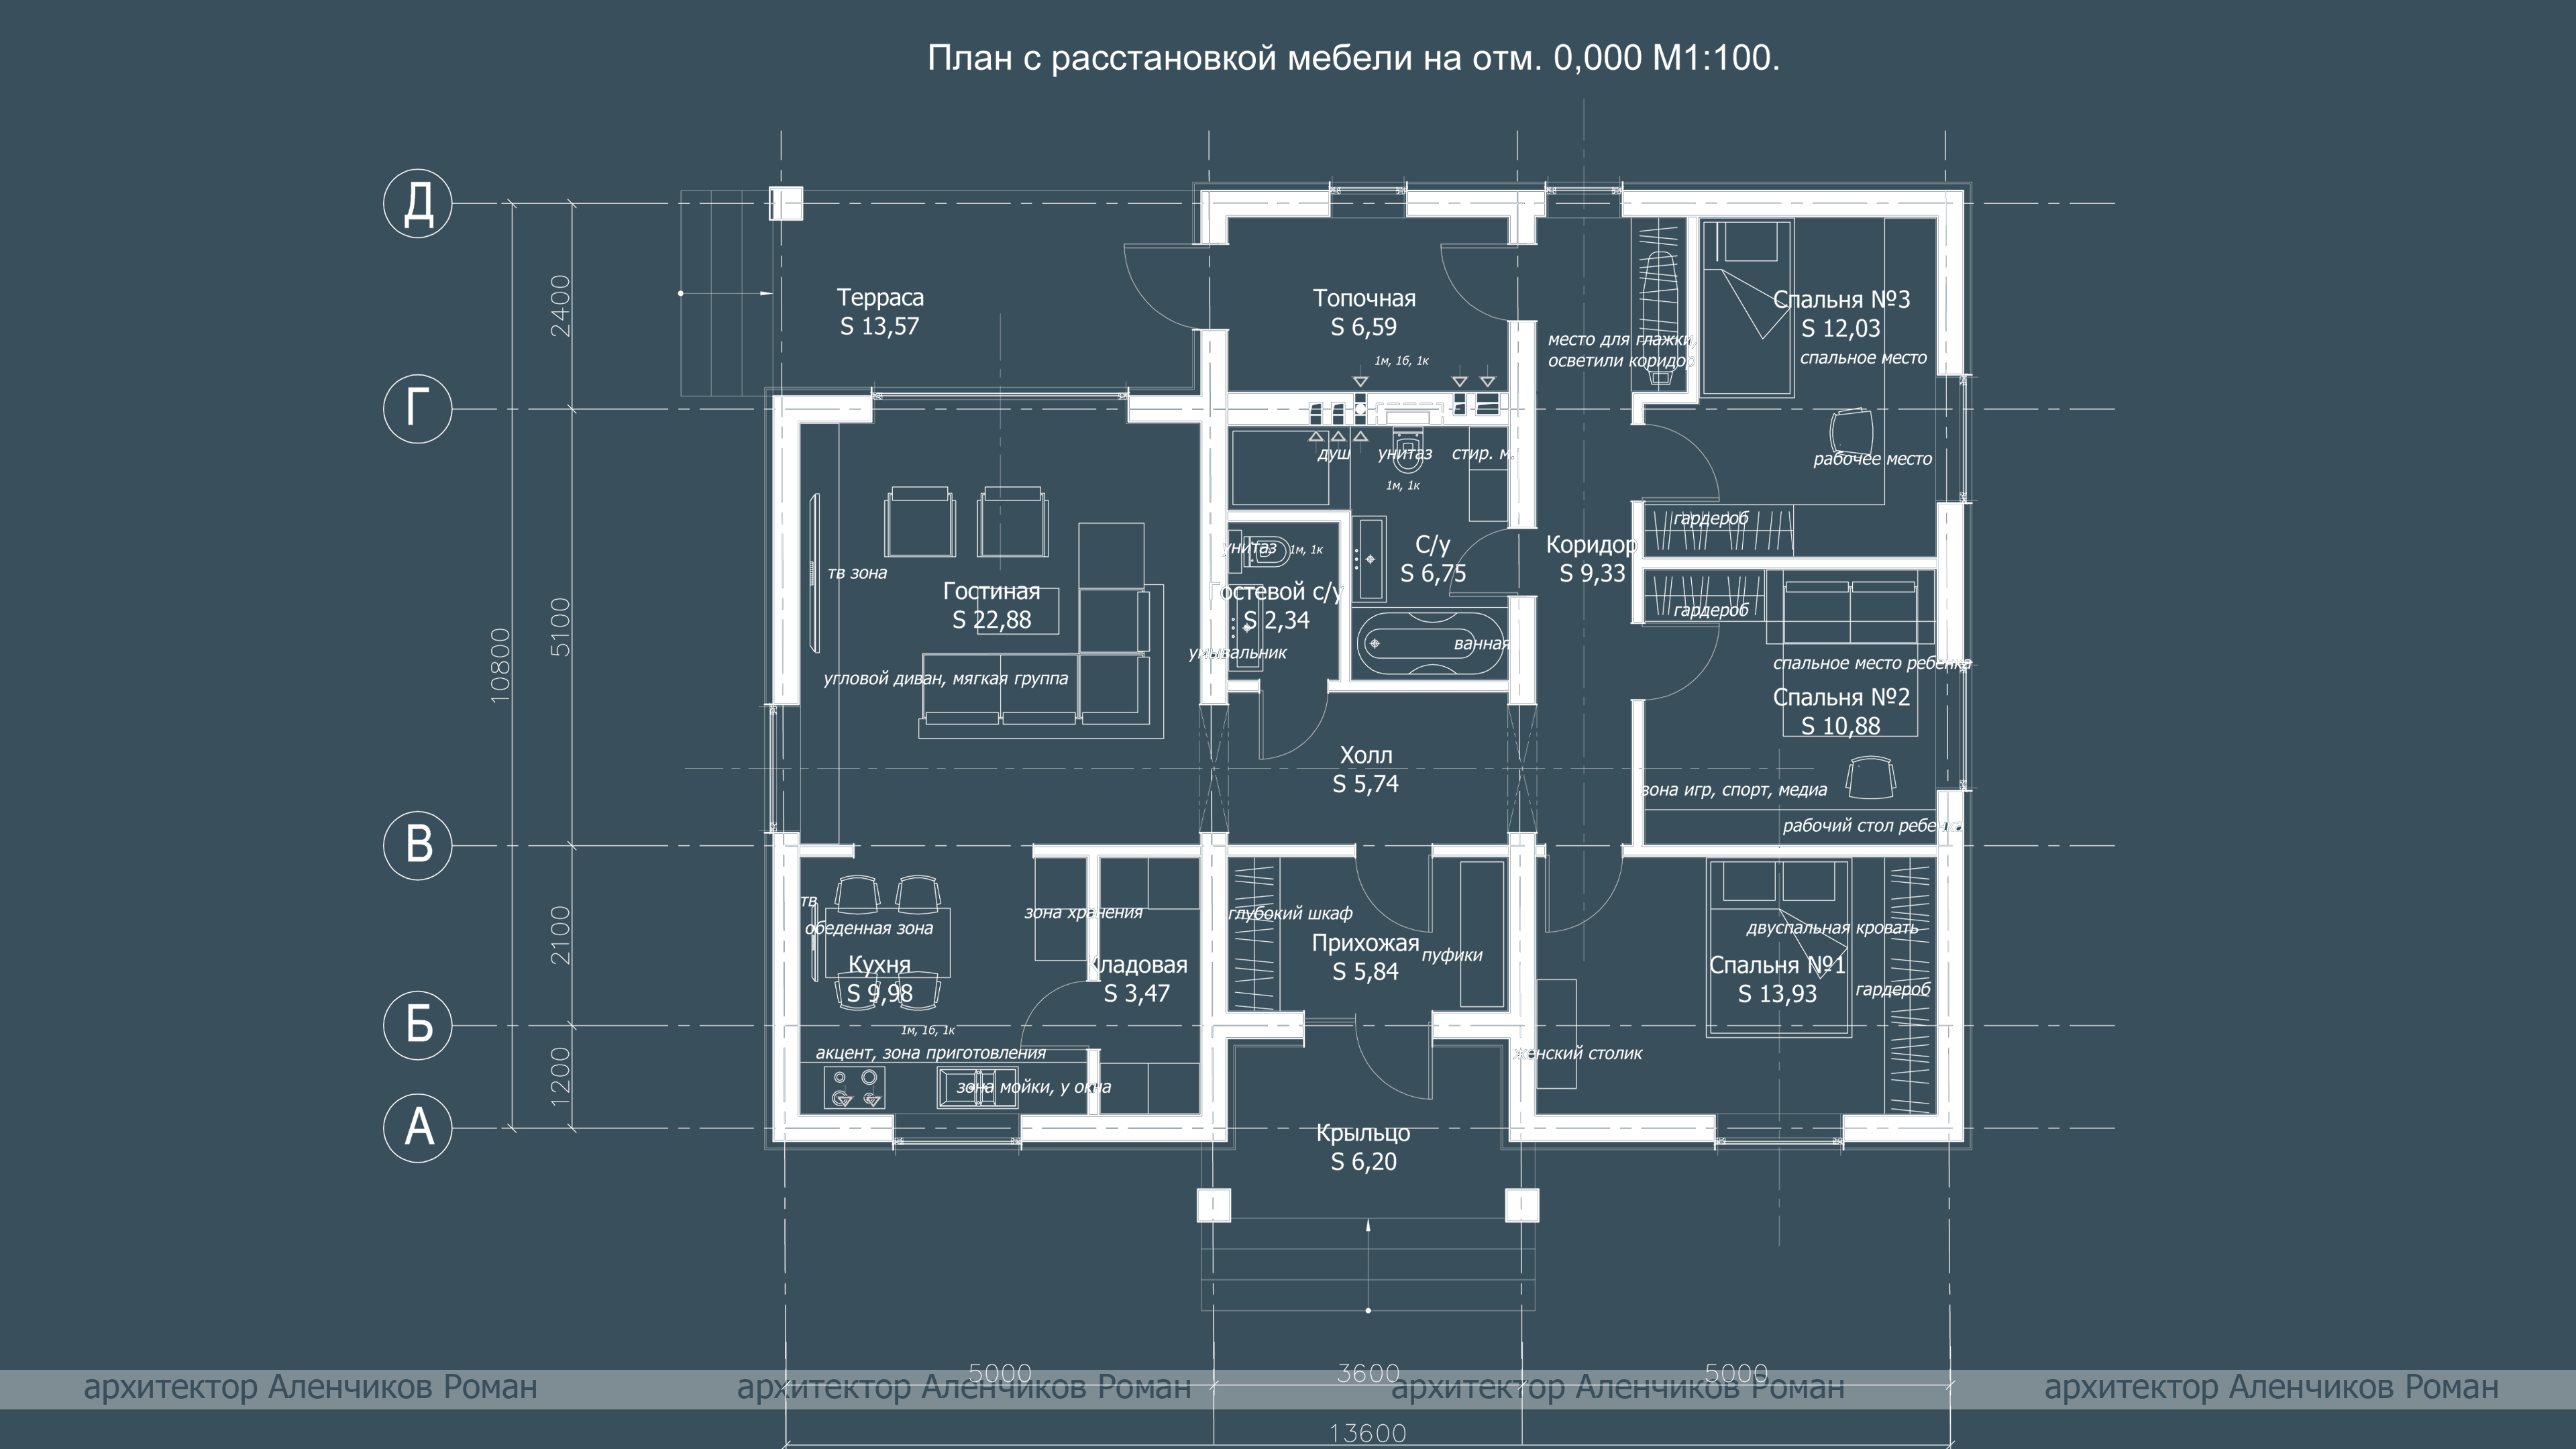 План с расстановкой мебели на отм. 0,000 М1:100.
Д
Г
В
Б
А
2400
5100
2100
1200
10800
Терраса
S 13,57
Топочная
S 6,59
1м, 1б, 1к
место для глажки,
осветили коридор
Спальня №3
S 12,03
спальное место
рабочее место
гардероб
душ
унитаз
стир. м.
1м, 1к
С/у
S 6,75
ванная
Коридор
S 9,33
тв зона
Гостиная
S 22,88
угловой диван, мягкая группа
унитаз
1м, 1к
Гостевой с/у
S 2,34
умывальник
гардероб
спальное место ребенка
Спальня №2
S 10,88
зона игр, спорт, медиа
рабочий стол ребенка
Холл
S 5,74
тв
обеденная зона
Кухня
S 9,98
1м, 1б, 1к
акцент, зона приготовления
зона мойки, у окна
зона хранения
Кладовая
S 3,47
глубокий шкаф
Прихожая
S 5,84
пуфики
двуспальная кровать
Спальня №1
S 13,93
гардероб
женский столик
Крыльцо
S 6,20
5000
3600
5000
архитектор Аленчиков Роман
архитектор Аленчиков Роман
архитектор Аленчиков Роман
архитектор Аленчиков Роман
13600